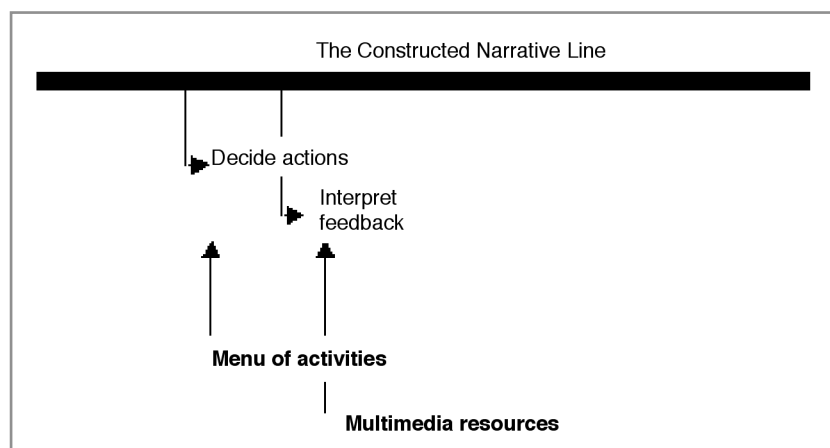 The Constructed Narrative Line
Decide actions
Interpret
feedback
Menu of activities
Multimedia resources